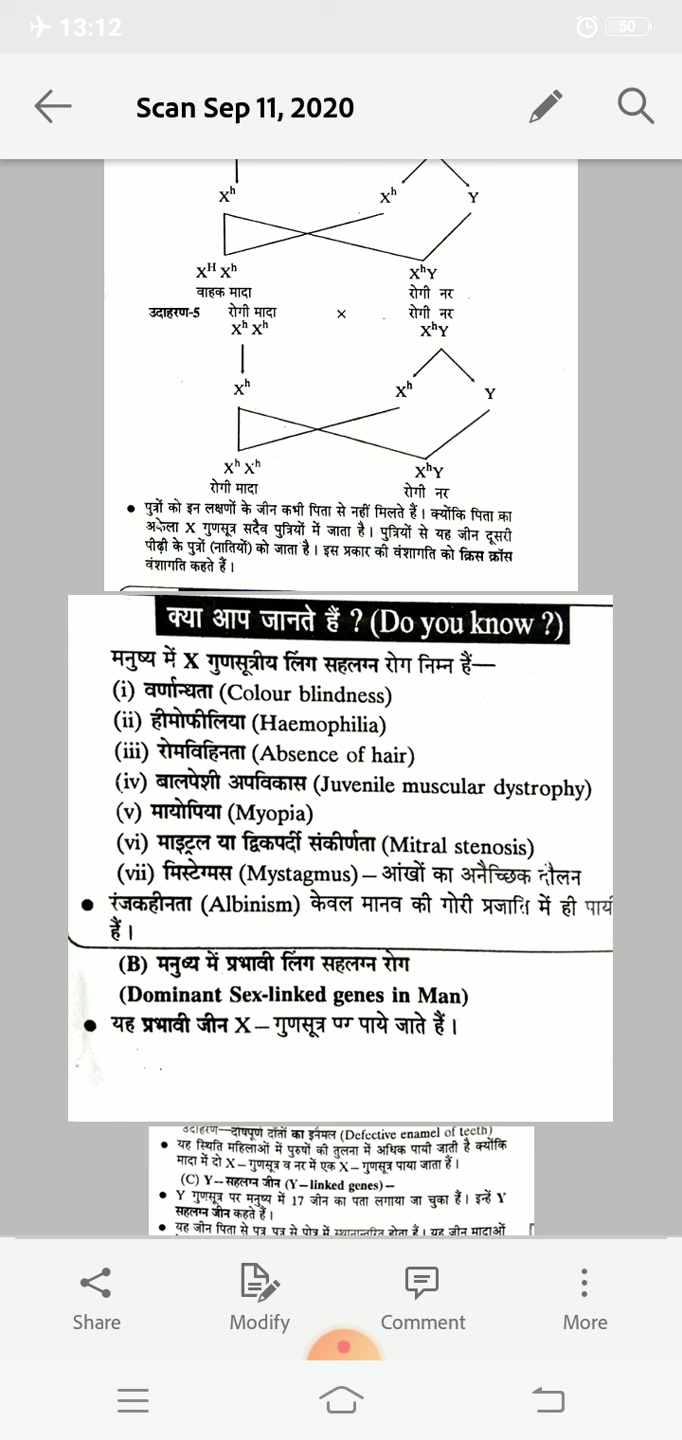 13:12
50
Scan Sep 11, 2020
Xʰ Xʰ Y
Xᴴ Xʰ XʰY
वाहक मादा रोगी नर
उदाहरण-5 रोगी मादा × रोगी नर
Xʰ Xʰ XʰY
Xʰ Xʰ Y
Xʰ Xʰ XʰY
रोगी मादा रोगी नर
• पुत्रों को इन लक्षणों के जीन कभी पिता से नहीं मिलते हैं। क्योंकि पिता का
अकेला X गुणसूत्र सदैव पुत्रियों में जाता है। पुत्रियों से यह जीन दूसरी
पीढ़ी के पुत्रों (नातियों) को जाता है। इस प्रकार की वंशागति को क्रिस क्रॉस
वंशागति कहते हैं।
क्या आप जानते हैं ? (Do you know ?)
मनुष्य में X गुणसूत्रीय लिंग सहलग्न रोग निम्न हैं—
(i) वर्णान्धता (Colour blindness)
(ii) हीमोफीलिया (Haemophilia)
(iii) रोमविहिनता (Absence of hair)
(iv) बालपेशी अपविकास (Juvenile muscular dystrophy)
(v) मायोपिया (Myopia)
(vi) माइट्रल या द्विकपर्दी संकीर्णता (Mitral stenosis)
(vii) मिस्टेग्मस (Mystagmus) – आंखों का अनैच्छिक दौलन
• रंजकहीनता (Albinism) केवल मानव की गोरी प्रजाति में ही पायी
हैं।
(B) मनुष्य में प्रभावी लिंग सहलग्न रोग
(Dominant Sex-linked genes in Man)
• यह प्रभावी जीन X – गुणसूत्र पर पाये जाते हैं।
उदाहरण—दोषपूर्ण दाँतों का इनैमल (Defective enamel of teeth)
• यह स्थिति महिलाओं में पुरुषों की तुलना में अधिक पायी जाती है क्योंकि
मादा में दो X – गुणसूत्र व नर में एक X – गुणसूत्र पाया जाता हैं।
(C) Y-- सहलग्न जीन (Y – linked genes) –
• Y गुणसूत्र पर मनुष्य में 17 जीन का पता लगाया जा चुका हैं। इन्हें Y
सहलग्न जीन कहते हैं।
• यह जीन पिता से पुत्र पुत्र से पोत्र में स्थानान्तरित होता हैं। यह जीन मादाओं
Share Modify Comment More